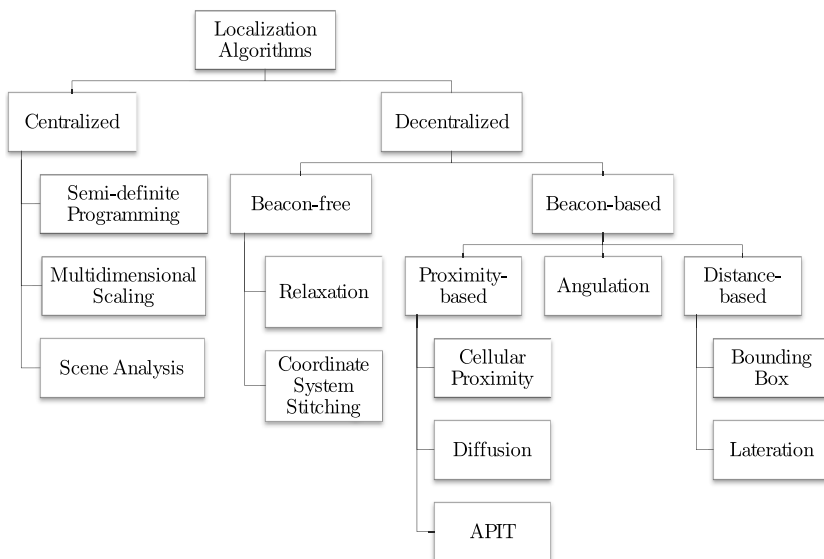 Localization
Algorithms
Centralized
Decentralized
Semi-definite
Programming
Multidimensional
Scaling
Scene Analysis
Beacon-free
Beacon-based
Relaxation
Coordinate
System
Stitching
Proximity-
based
Angulation
Distance-
based
Cellular
Proximity
Diffusion
APIT
Bounding
Box
Lateration